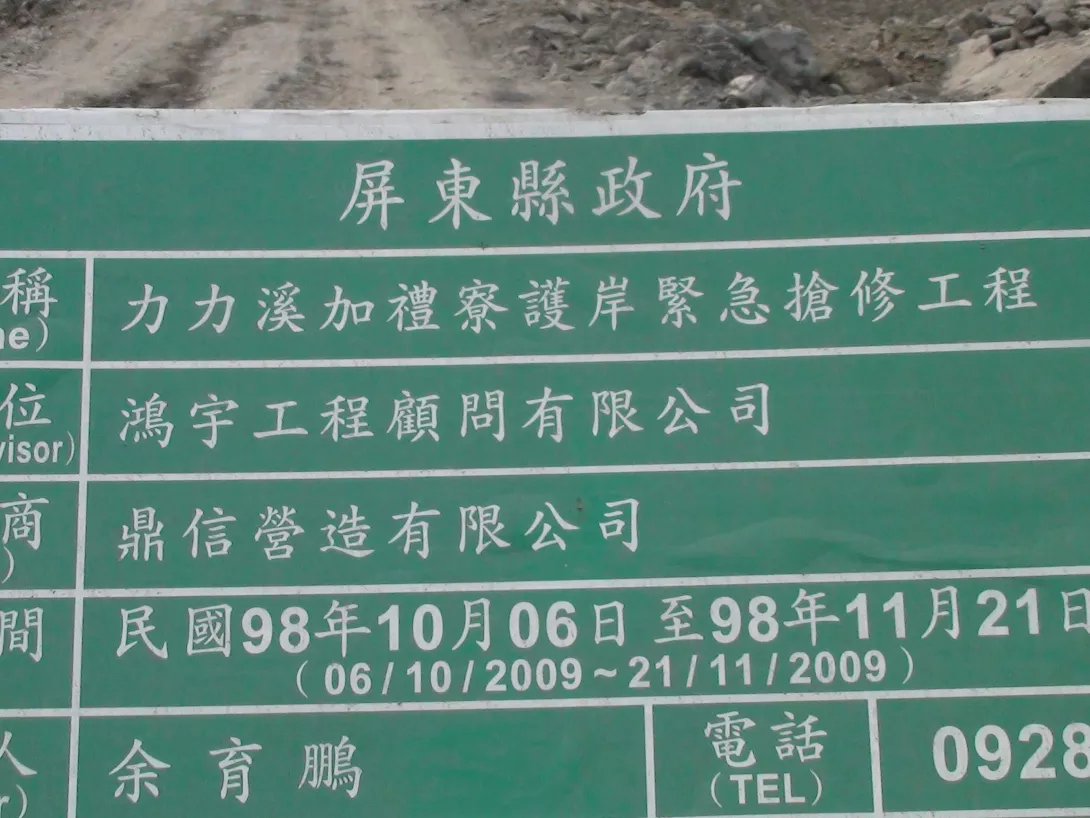 屏東縣政府
稱 力力溪加禮寮護岸緊急搶修工程
位 鴻宇工程顧問有限公司
visor)
商 鼎信營造有限公司
)
間 民國98年10月06日 至98年11月21日
(06/10/2009~21/11/2009)
人 余育鵬 電話 0928
(TEL)